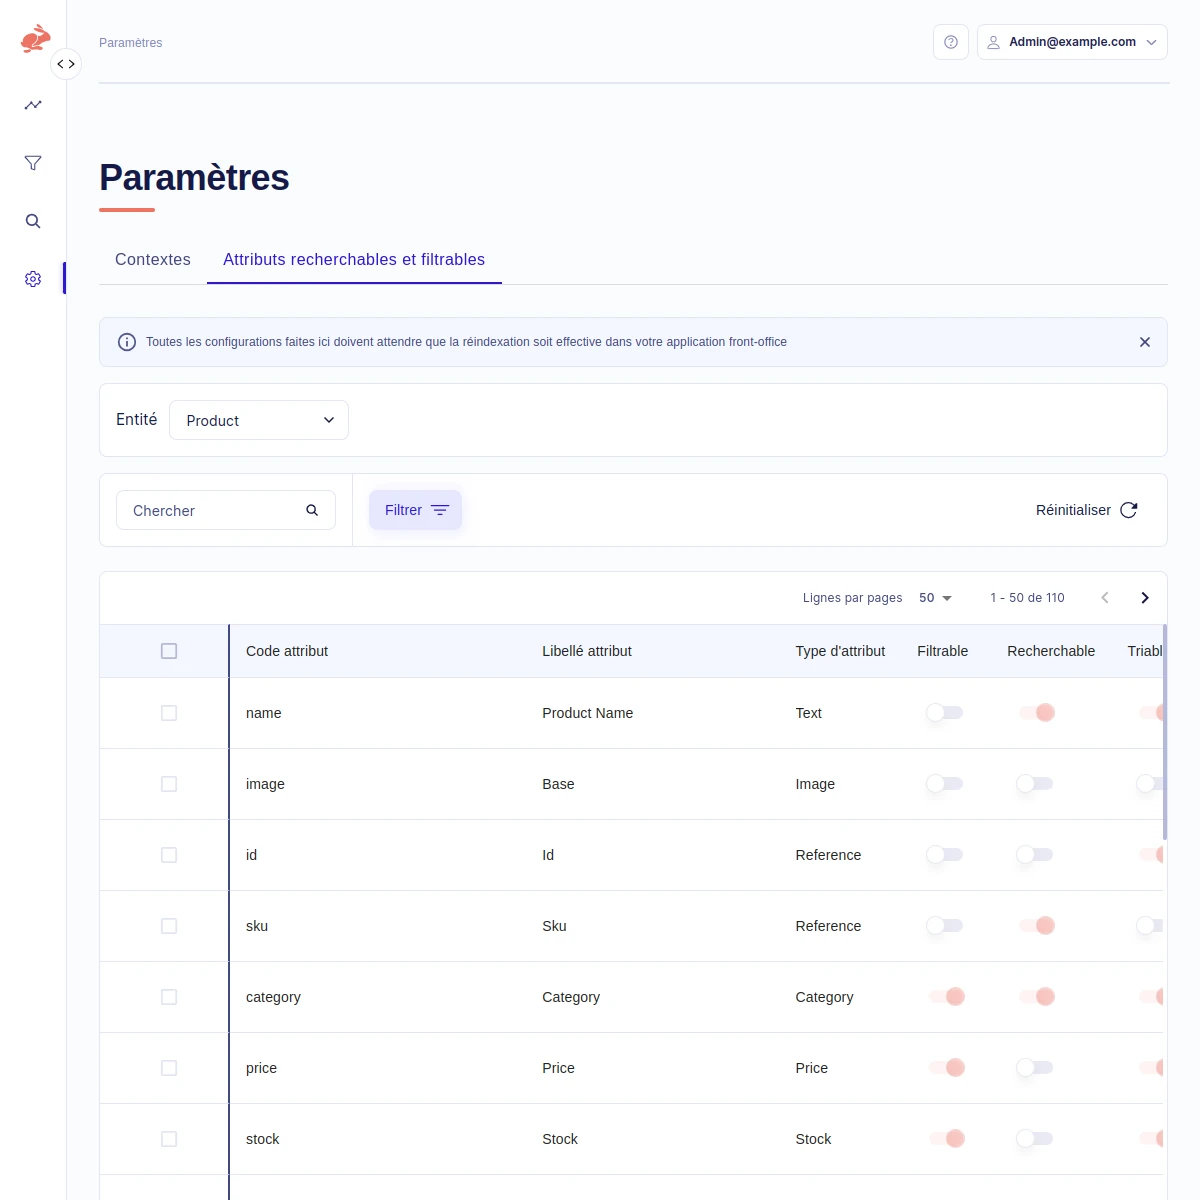 Paramètres
Admin@example.com
Paramètres
Contextes
Attributs recherchables et filtrables
Toutes les configurations faites ici doivent attendre que la réindexation soit effective dans votre application front-office
Entité
Product
Chercher
Filtrer
Réinitialiser
Lignes par pages 50 1 - 50 de 110
Code attribut Libellé attribut Type d'attribut Filtrable Recherchable Triabl
name Product Name Text
image Base Image
id Id Reference
sku Sku Reference
category Category Category
price Price Price
stock Stock Stock